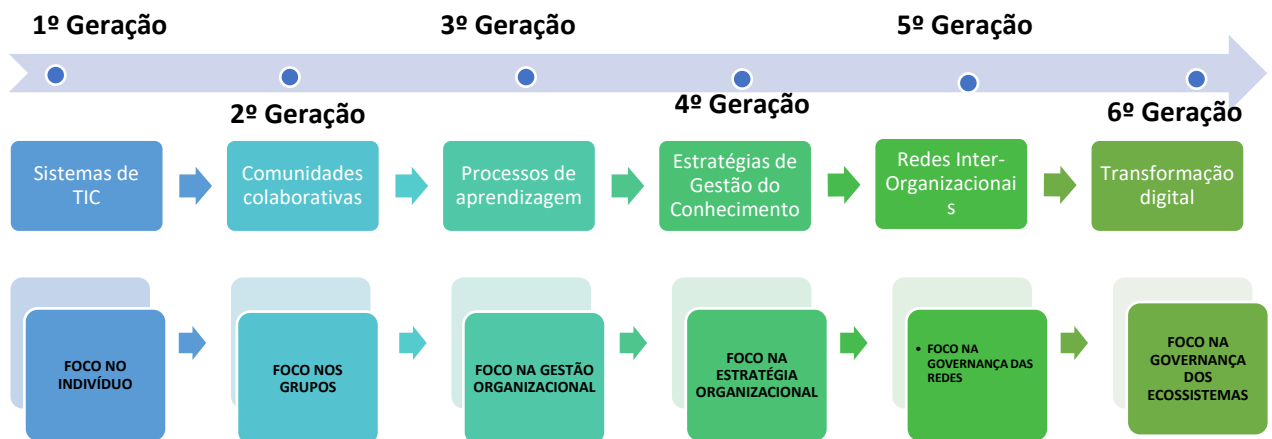 1º Geração
3º Geração
5º Geração
2º Geração
4º Geração
6º Geração
Sistemas de
TIC
Comunidades
colaborativas
Processos de
aprendizagem
Estratégias de
Gestão do
Conhecimento
Redes Inter-
Organizacionai
s
Transformação
digital
FOCO NO
INDIVÍDUO
FOCO NOS
GRUPOS
FOCO NA GESTÃO
ORGANIZACIONAL
FOCO NA
ESTRATÉGIA
ORGANIZACIONAL
• FOCO NA
GOVERNANÇA DAS
REDES
FOCO NA
GOVERNANÇA
DOS
ECOSSISTEMAS